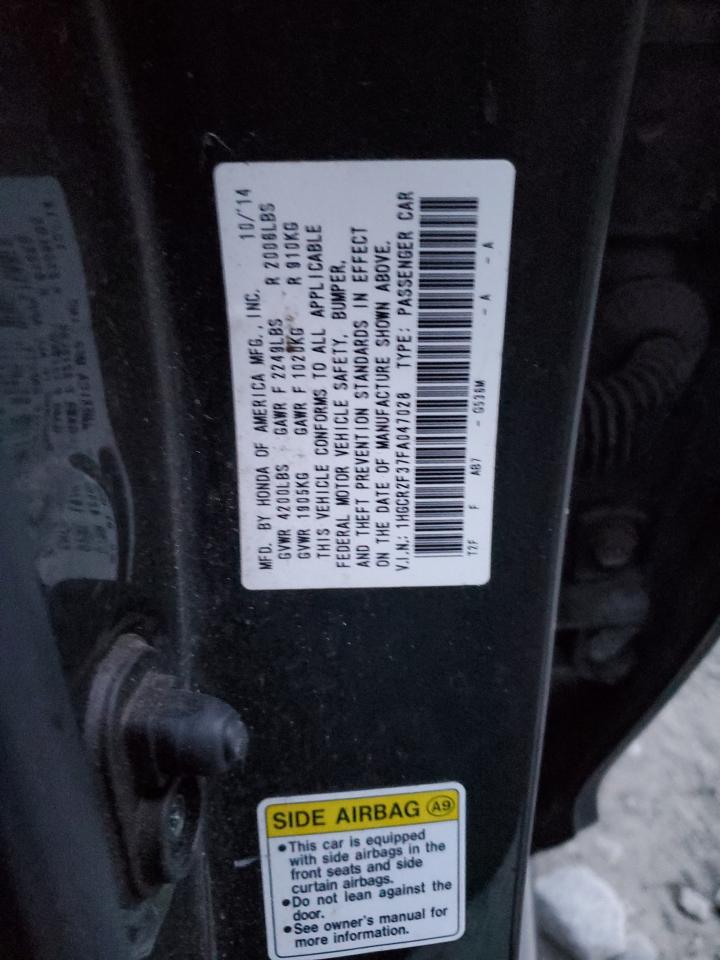 MFD. BY HONDA OF AMERICA MFG., INC. 10/'14
GVWR 4200LBS GAWR F 2249LBS R 2006LBS
GVWR 1905KG GAWR F 1020KG R 910KG
THIS VEHICLE CONFORMS TO ALL APPLICABLE
FEDERAL MOTOR VEHICLE SAFETY, BUMPER,
AND THEFT PREVENTION STANDARDS IN EFFECT
ON THE DATE OF MANUFACTURE SHOWN ABOVE.
V.I.N.: 1HGCR2F37FA047028 TYPE: PASSENGER CAR
T2F F AB7 - G536M - A - A
SIDE AIRBAG A9
•This car is equipped
with side airbags in the
front seats and side
curtain airbags.
•Do not lean against the
door.
•See owner's manual for
more information.